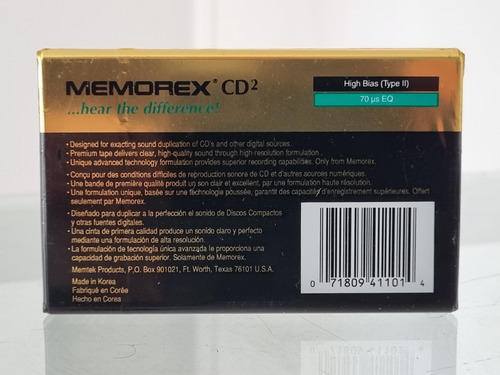 MEMOREX® CD²
...hear the difference!
High Bias (Type II)
70 µs EQ
• Designed for exacting sound duplication of CD's and other digital sources.
• Premium tape delivers clear, high-quality sound through high-resolution formulation.
• Unique advanced technology formulation provides superior recording capabilities. Only from Memorex.
• Conçu pour des conditions difficiles de reproduction sonore de CD et d'autres sources numériques.
• Une bande de première qualité produit un son clair et excellent, par une formulation haute résolution.
• Une formulation unique, basée sur une technologie poussée, garantit des capacités d'enregistrement supérieures. Offert
seulement par Memorex.
• Diseñado para duplicar a la perfección el sonido de Discos Compactos
y otras fuentes digitales.
• Una cinta de primera calidad produce un sonido claro y perfecto
mediante una formulación de alta resolución.
• La formulación de tecnología única avanzada le proporciona una
capacidad de grabación superior. Solamente de Memorex.
Memtek Products, P.O. Box 901021, Ft. Worth, Texas 76101 U.S.A.
Made in Korea
Fabriqué en Corée
Hecho en Corea
0 71809 41101 4